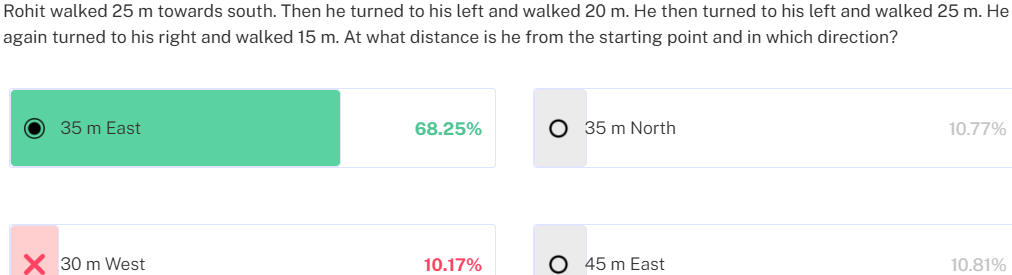 Rohit walked 25 m towards south. Then he turned to his left and walked 20 m. He then turned to his left and walked 25 m. He
again turned to his right and walked 15 m. At what distance is he from the starting point and in which direction?
35 m East 68.25%
35 m North 10.77%
30 m West 10.17%
45 m East 10.81%